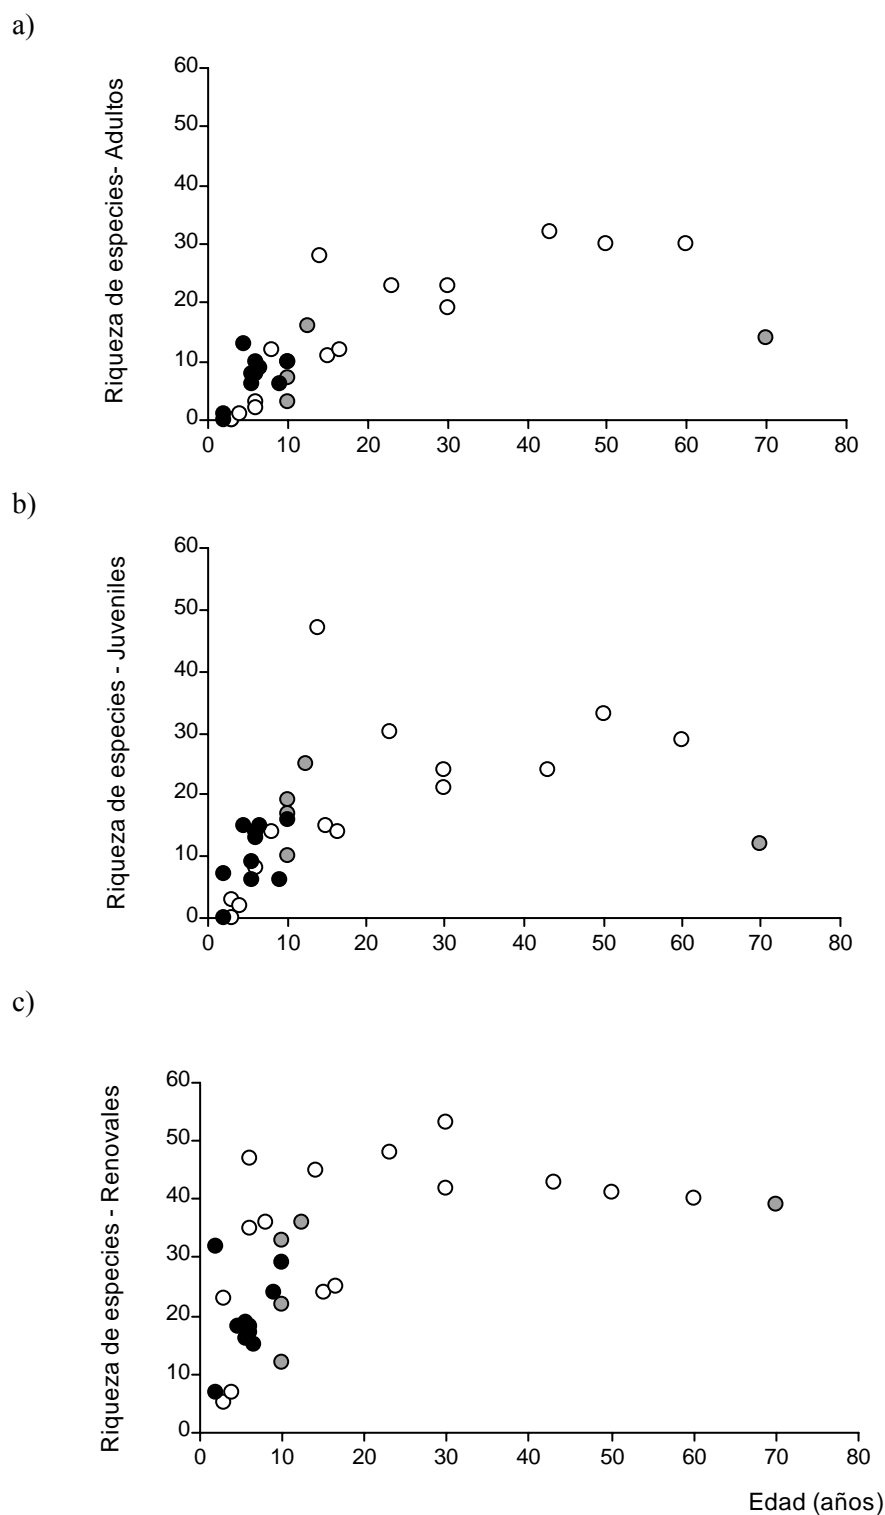 a)
Riqueza de especies- Adultos
60
50
40
30
20
10
0
0 10 20 30 40 50 60 70 80
b)
Riqueza de especies - Juveniles
60
50
40
30
20
10
0
0 10 20 30 40 50 60 70 80
c)
Riqueza de especies - Renovales
60
50
40
30
20
10
0
0 10 20 30 40 50 60 70 80
Edad (años)